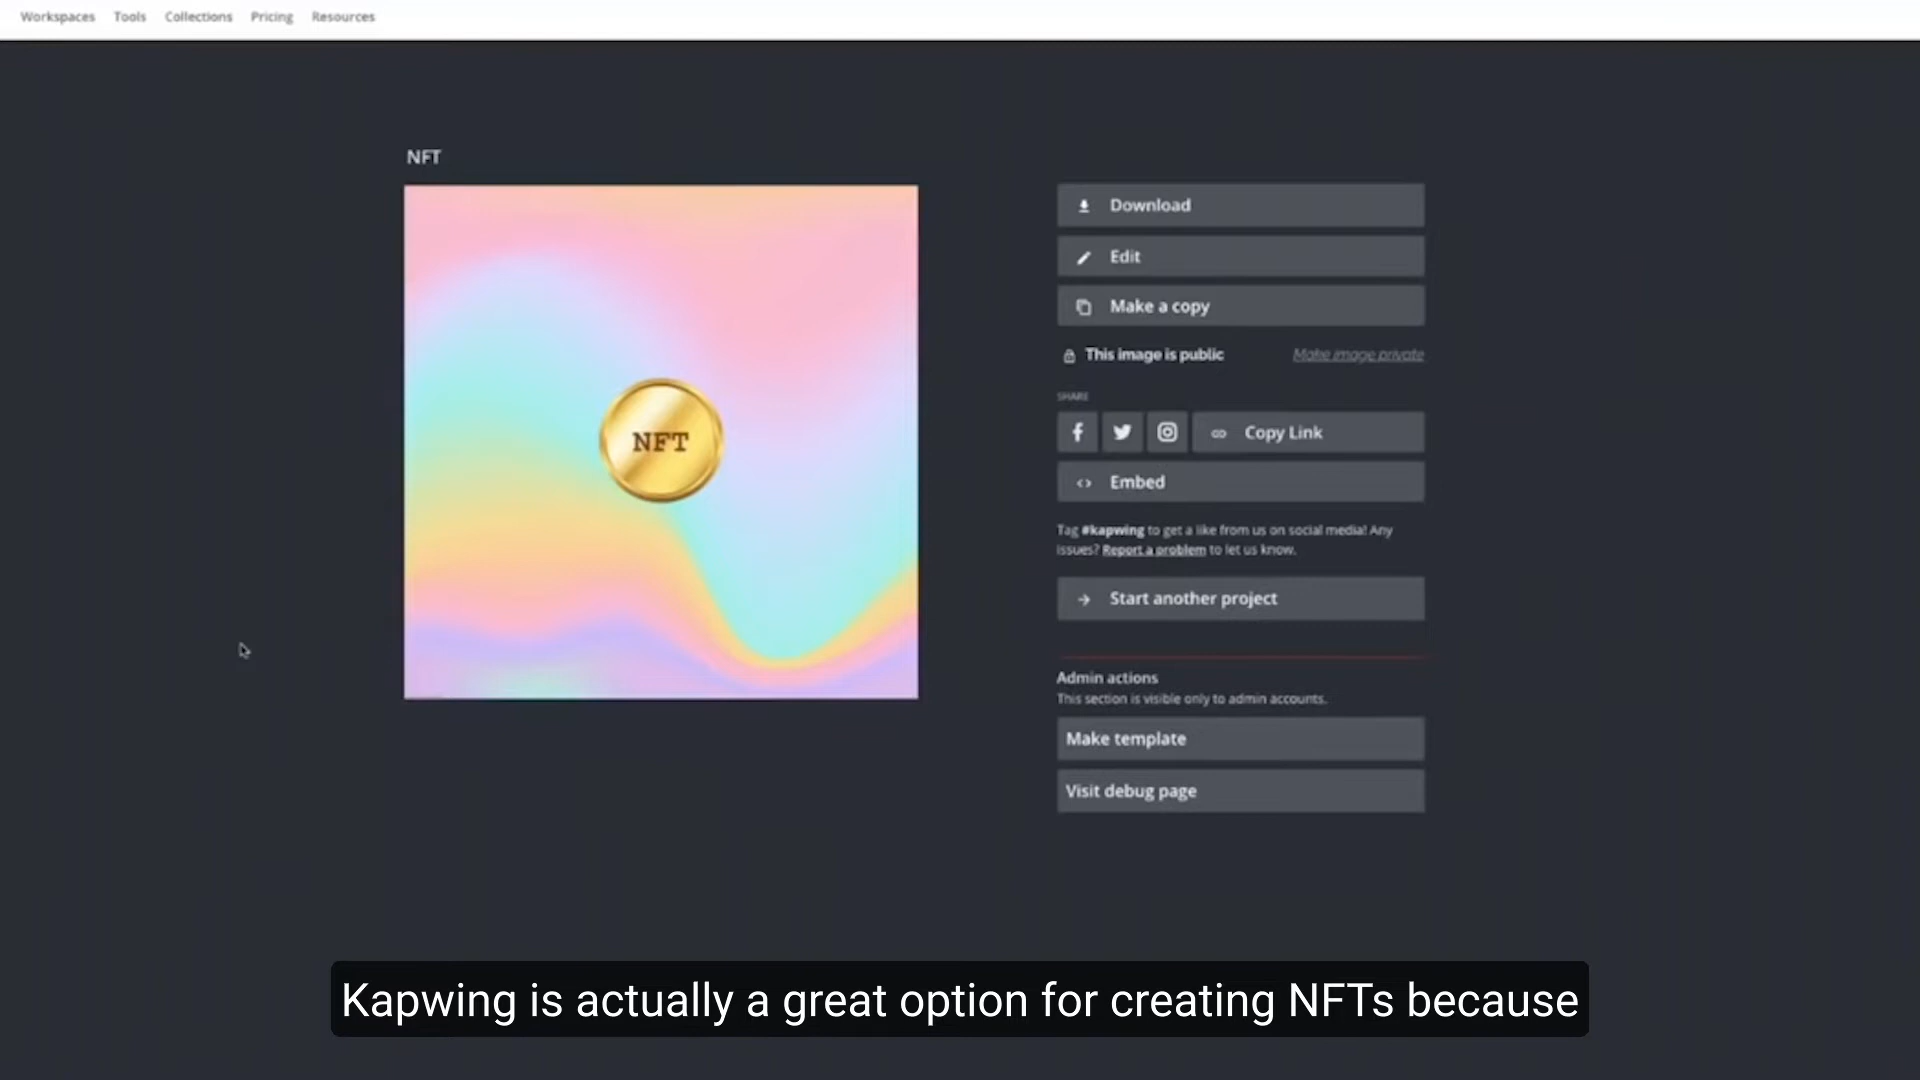 Workspaces Tools Collections Pricing Resources
NFT
NFT
Download
Edit
Make a copy
This image is public Make image private
SHARE
Copy Link
Embed
Tag #kapwing to get a like from us on social media! Any
issues? Report a problem to let us know.
Start another project
Admin actions
This section is visible only to admin accounts.
Make template
Visit debug page
Kapwing is actually a great option for creating NFTs because